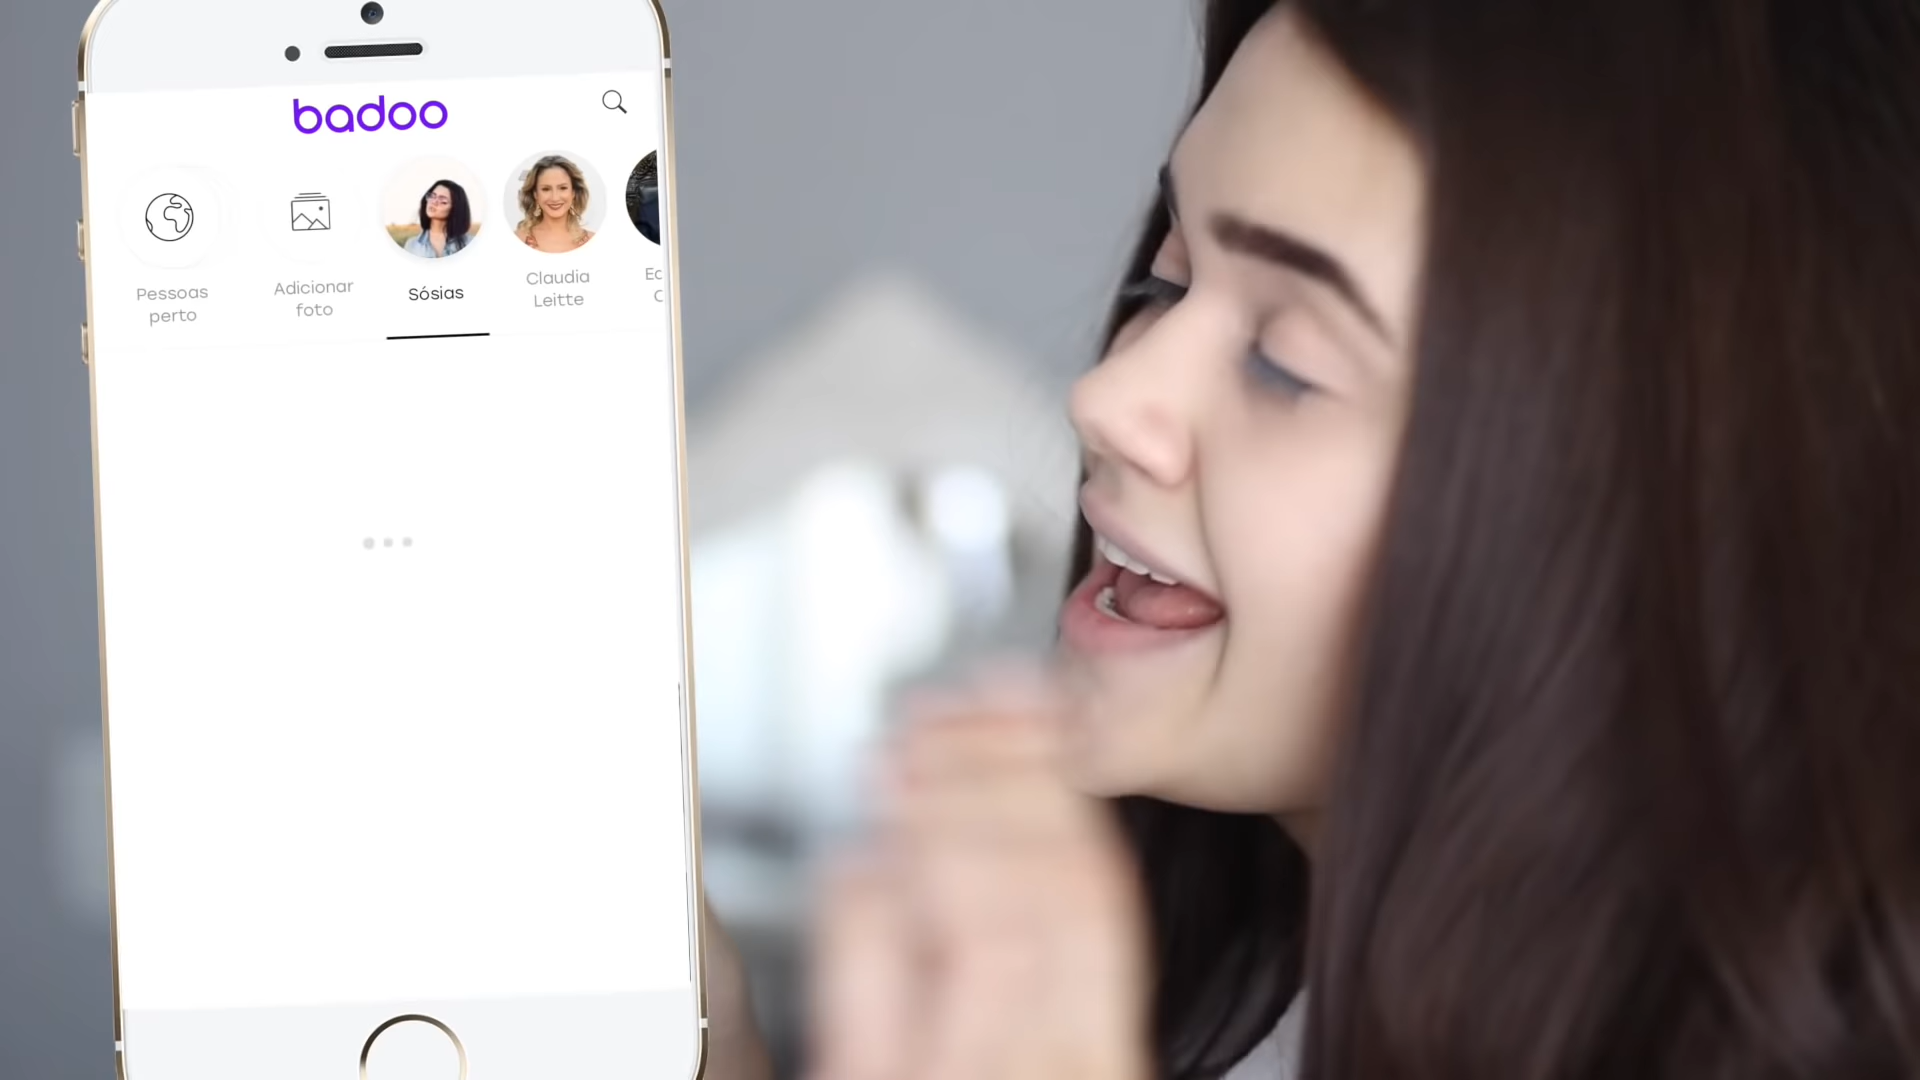 badoo
Pessoas
perto
Adicionar
foto
Sósias
Claudia
Leitte